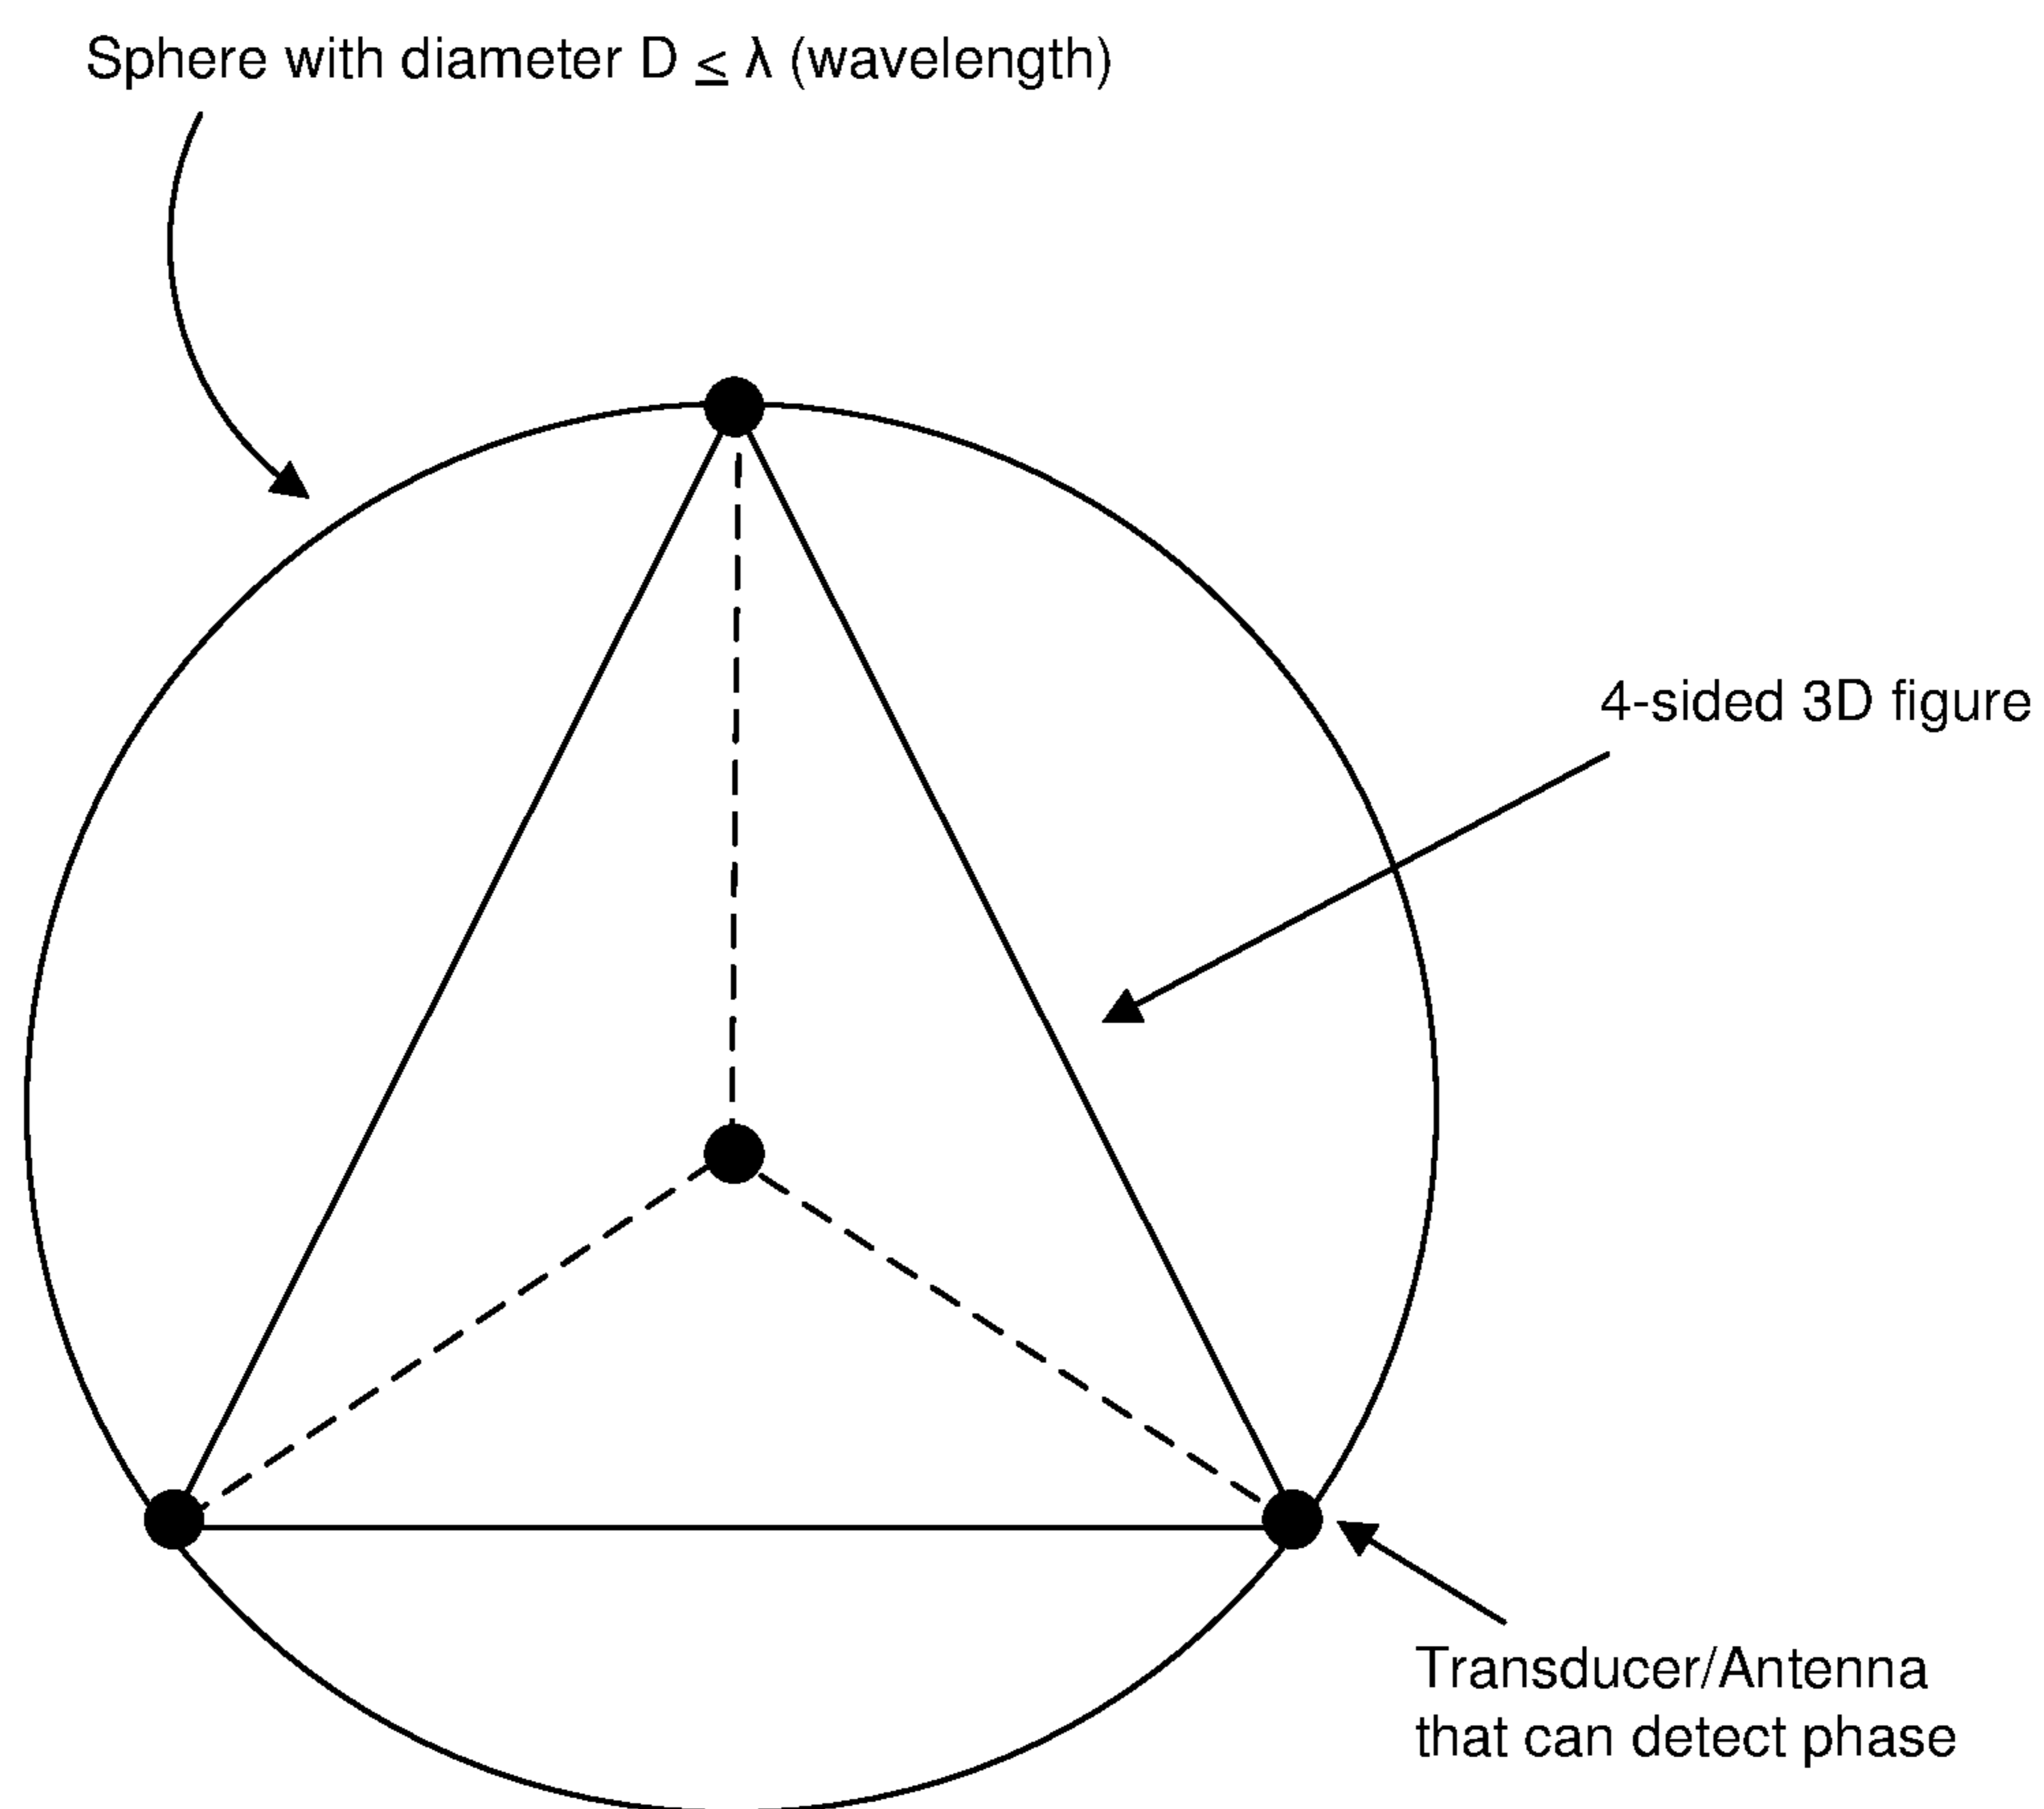 Sphere with diameter D ≤ λ (wavelength)
4-sided 3D figure
Transducer/Antenna
that can detect phase